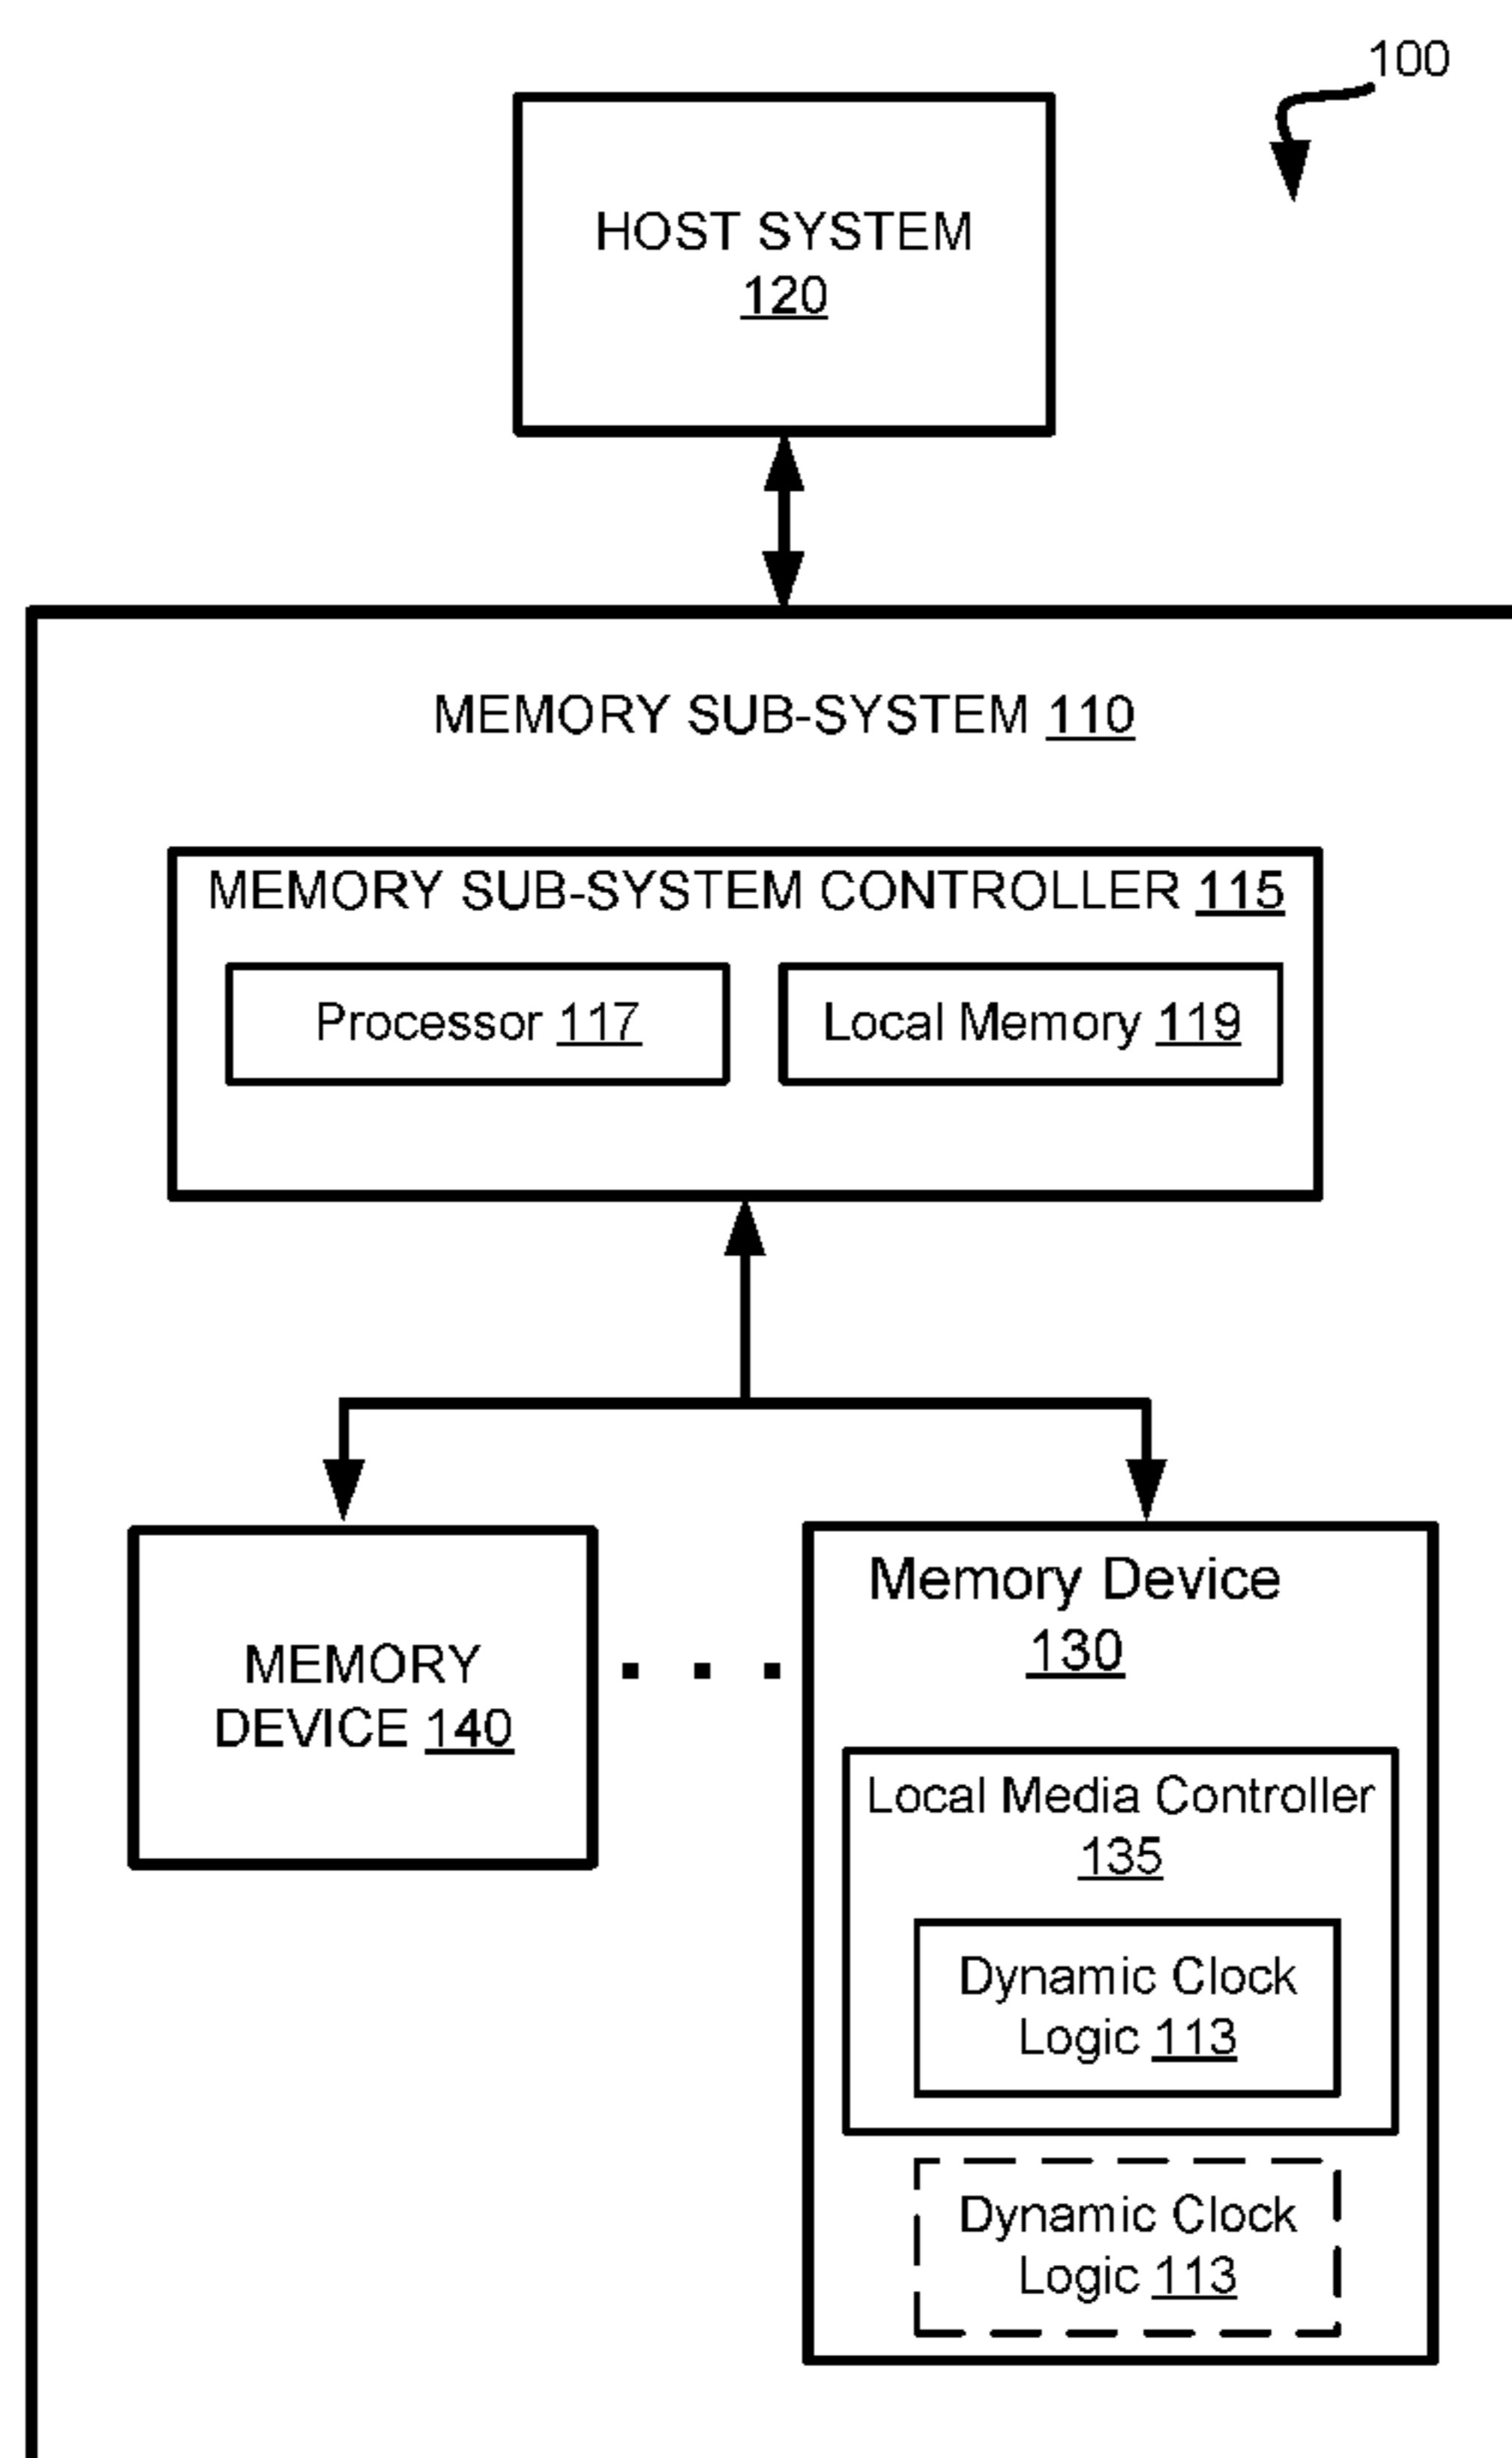 100
HOST SYSTEM
120
MEMORY SUB-SYSTEM 110
MEMORY SUB-SYSTEM CONTROLLER 115
Processor 117
Local Memory 119
MEMORY
DEVICE 140
Memory Device
130
Local Media Controller
135
Dynamic Clock
Logic 113
Dynamic Clock
Logic 113